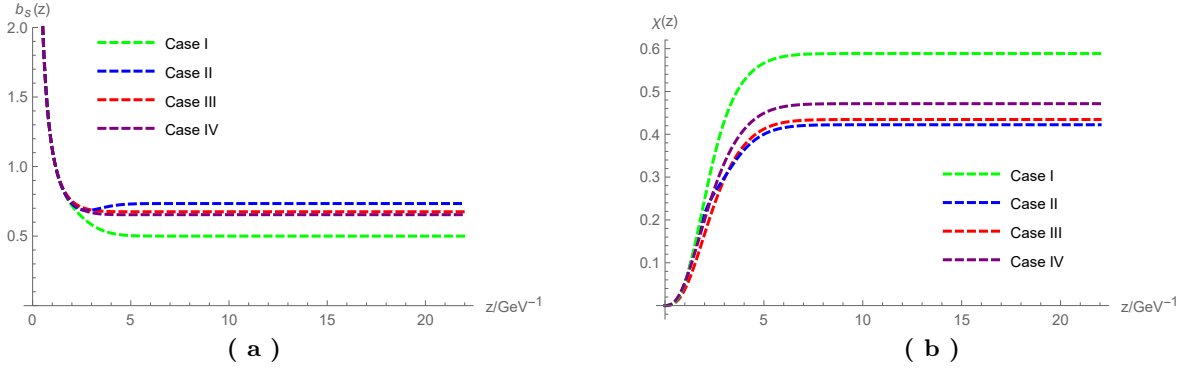 b_s(z)
2.0
1.5
1.0
0.5
0
5
10
15
20
z/GeV⁻¹
Case I
Case II
Case III
Case IV
( a )
χ(z)
0.6
0.5
0.4
0.3
0.2
0.1
0
5
10
15
20
z/GeV⁻¹
Case I
Case II
Case III
Case IV
( b )